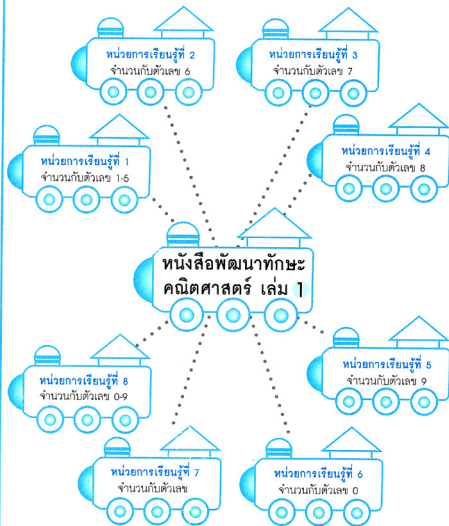 หน่วยการเรียนรู้ที่ 2
จำนวนกับตัวเลข 6
หน่วยการเรียนรู้ที่ 3
จำนวนกับตัวเลข 7
หน่วยการเรียนรู้ที่ 1
จำนวนกับตัวเลข 1-5
หน่วยการเรียนรู้ที่ 4
จำนวนกับตัวเลข 8
หนังสือพัฒนาทักษะ
คณิตศาสตร์ เล่ม 1
หน่วยการเรียนรู้ที่ 8
จำนวนกับตัวเลข 0-9
หน่วยการเรียนรู้ที่ 5
จำนวนกับตัวเลข 9
หน่วยการเรียนรู้ที่ 7
จำนวนกับตัวเลข
หน่วยการเรียนรู้ที่ 6
จำนวนกับตัวเลข 0